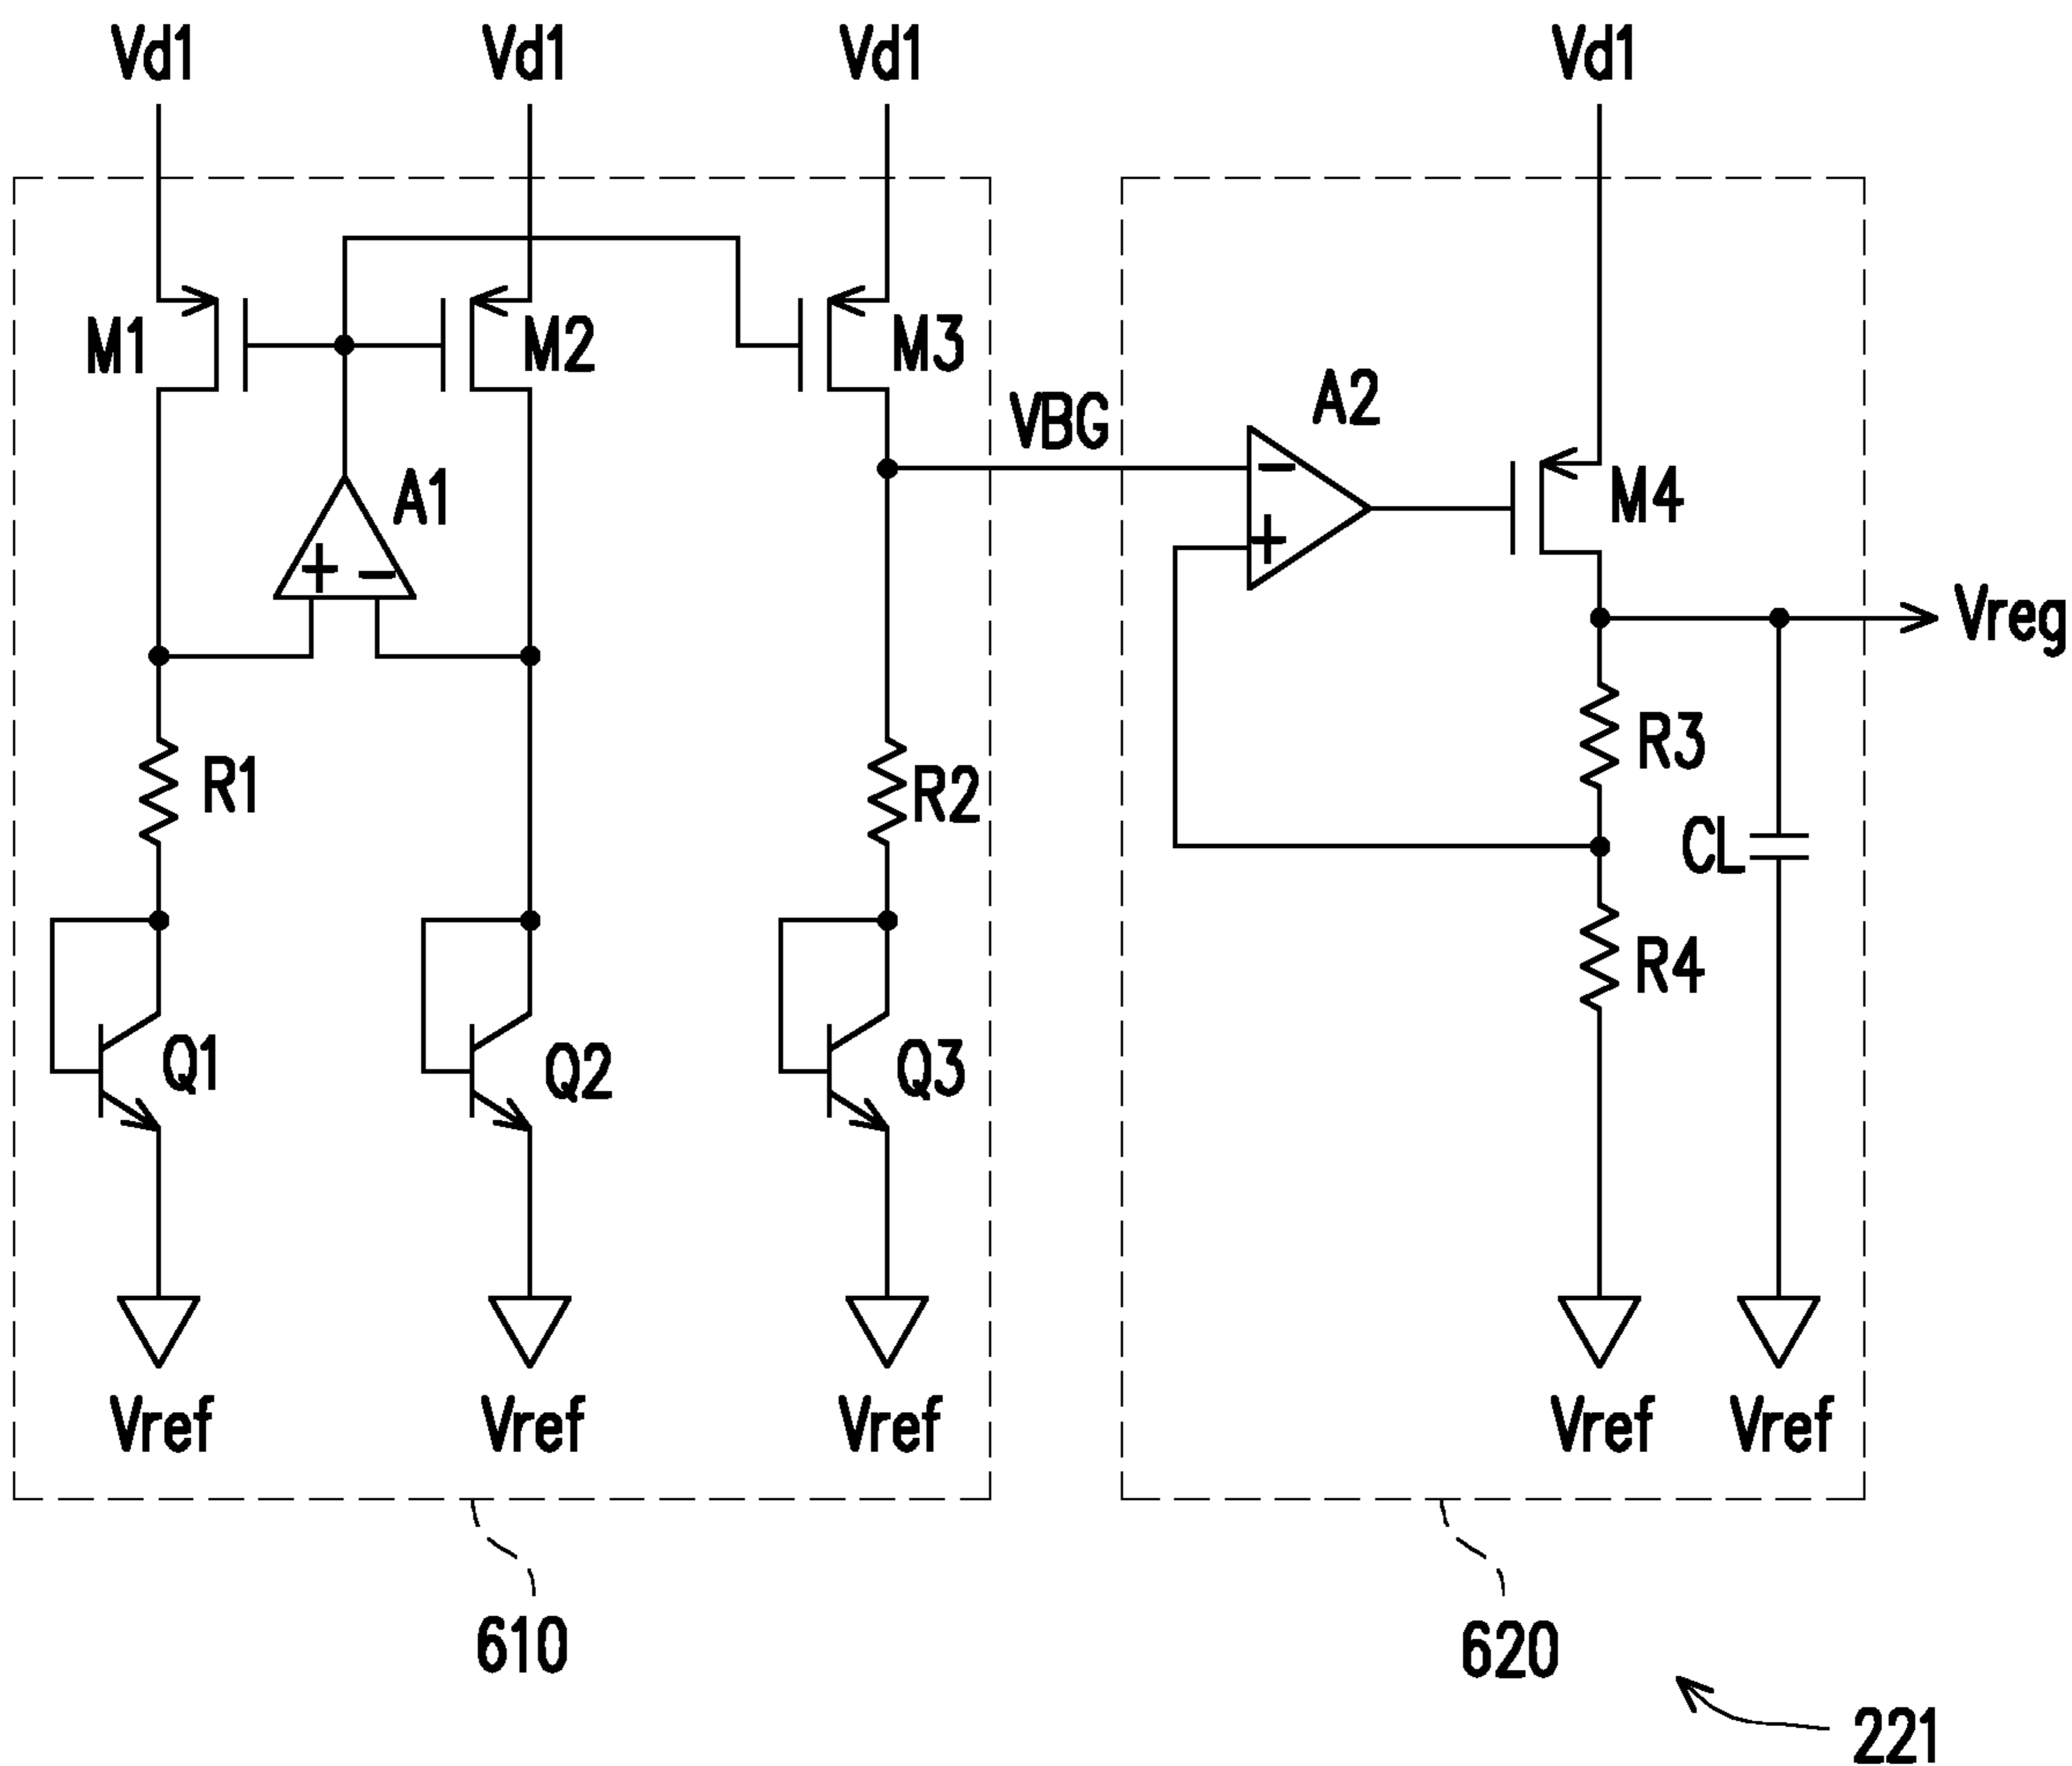 Vd1 Vd1 Vd1 Vd1
M1 M2 M3
VBG
A2
A1
+ −
−
+
M4
Vreg
R1 R2
R3
CL
R4
Q1 Q2 Q3
Vref Vref Vref Vref Vref
610 620
221